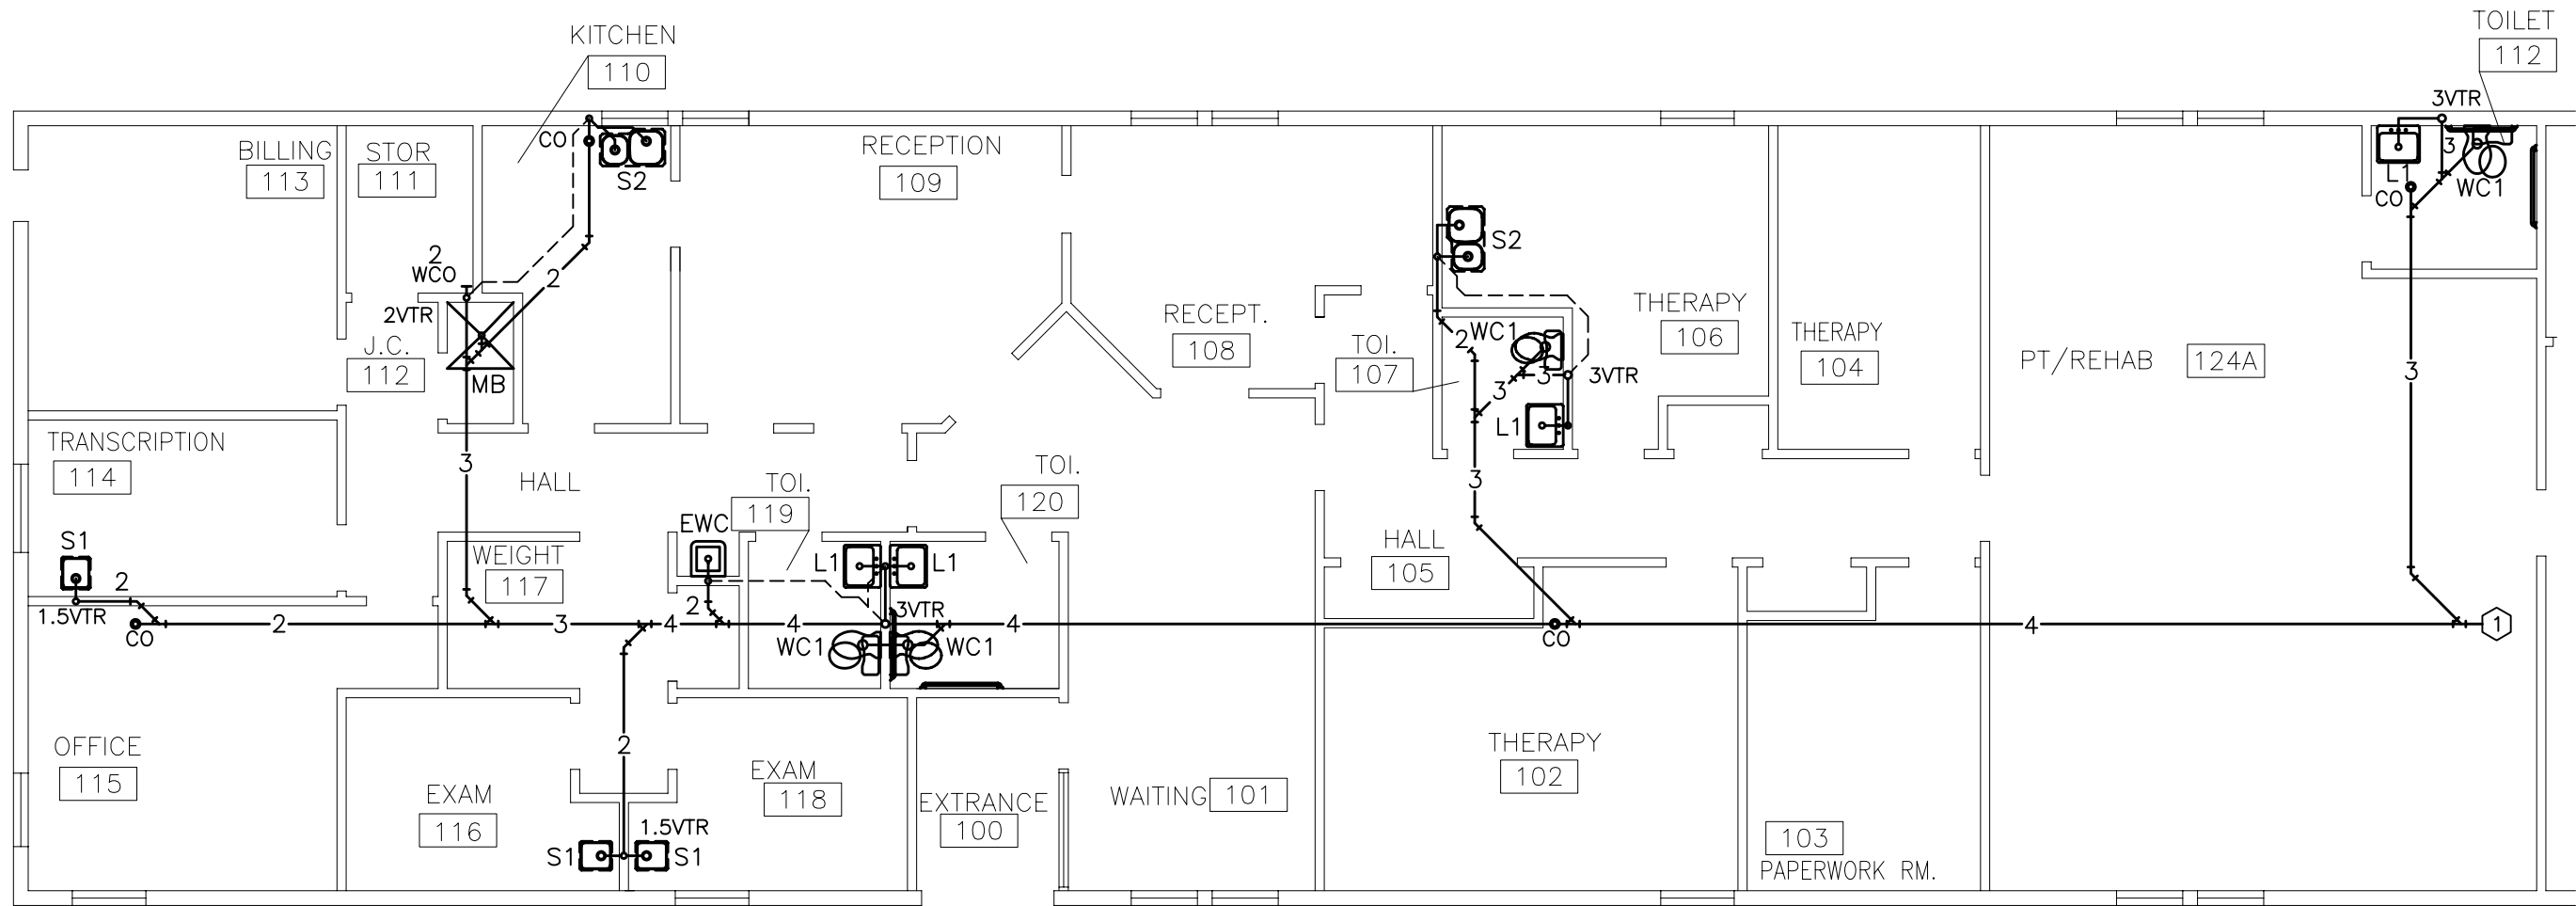 KITCHEN
110
TOILET
112
3VTR
BILLING
113
STOR
111
CO
S2
RECEPTION
109
S2
3
L1
CO
WC1
2
WCO
2VTR
2
J.C.
112
MB
RECEPT.
108
TOI.
107
2
WC1
3
3
3VTR
L1
THERAPY
106
THERAPY
104
PT/REHAB
124A
3
TRANSCRIPTION
114
3
HALL
TOI.
119
TOI.
120
3
EWC
S1
2
1.5VTR
CO
2
WEIGHT
117
3
4
2
L1
L1
4
3VTR
WC1
WC1
4
HALL
105
CO
4
1
OFFICE
115
2
EXAM
116
EXAM
118
1.5VTR
S1
S1
EXTRANCE
100
WAITING
101
THERAPY
102
103
PAPERWORK RM.